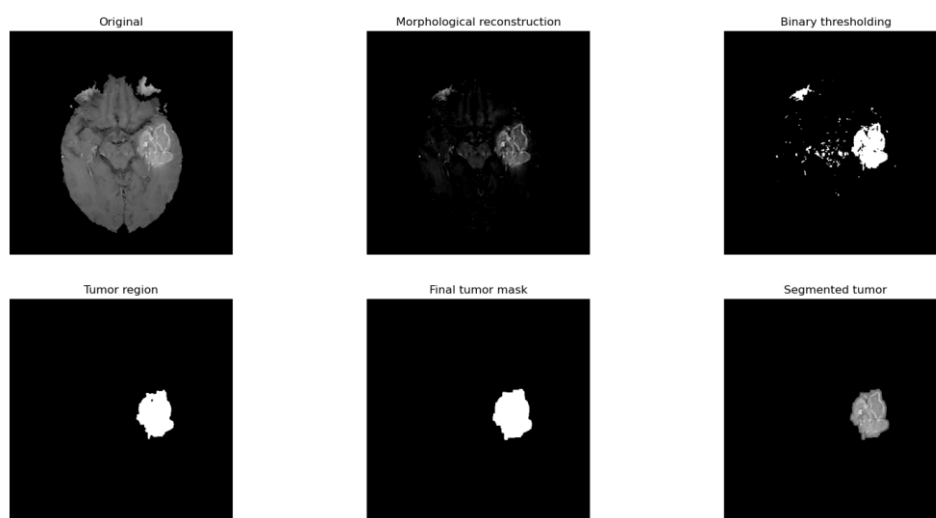 Original
Morphological reconstruction
Binary thresholding
Tumor region
Final tumor mask
Segmented tumor